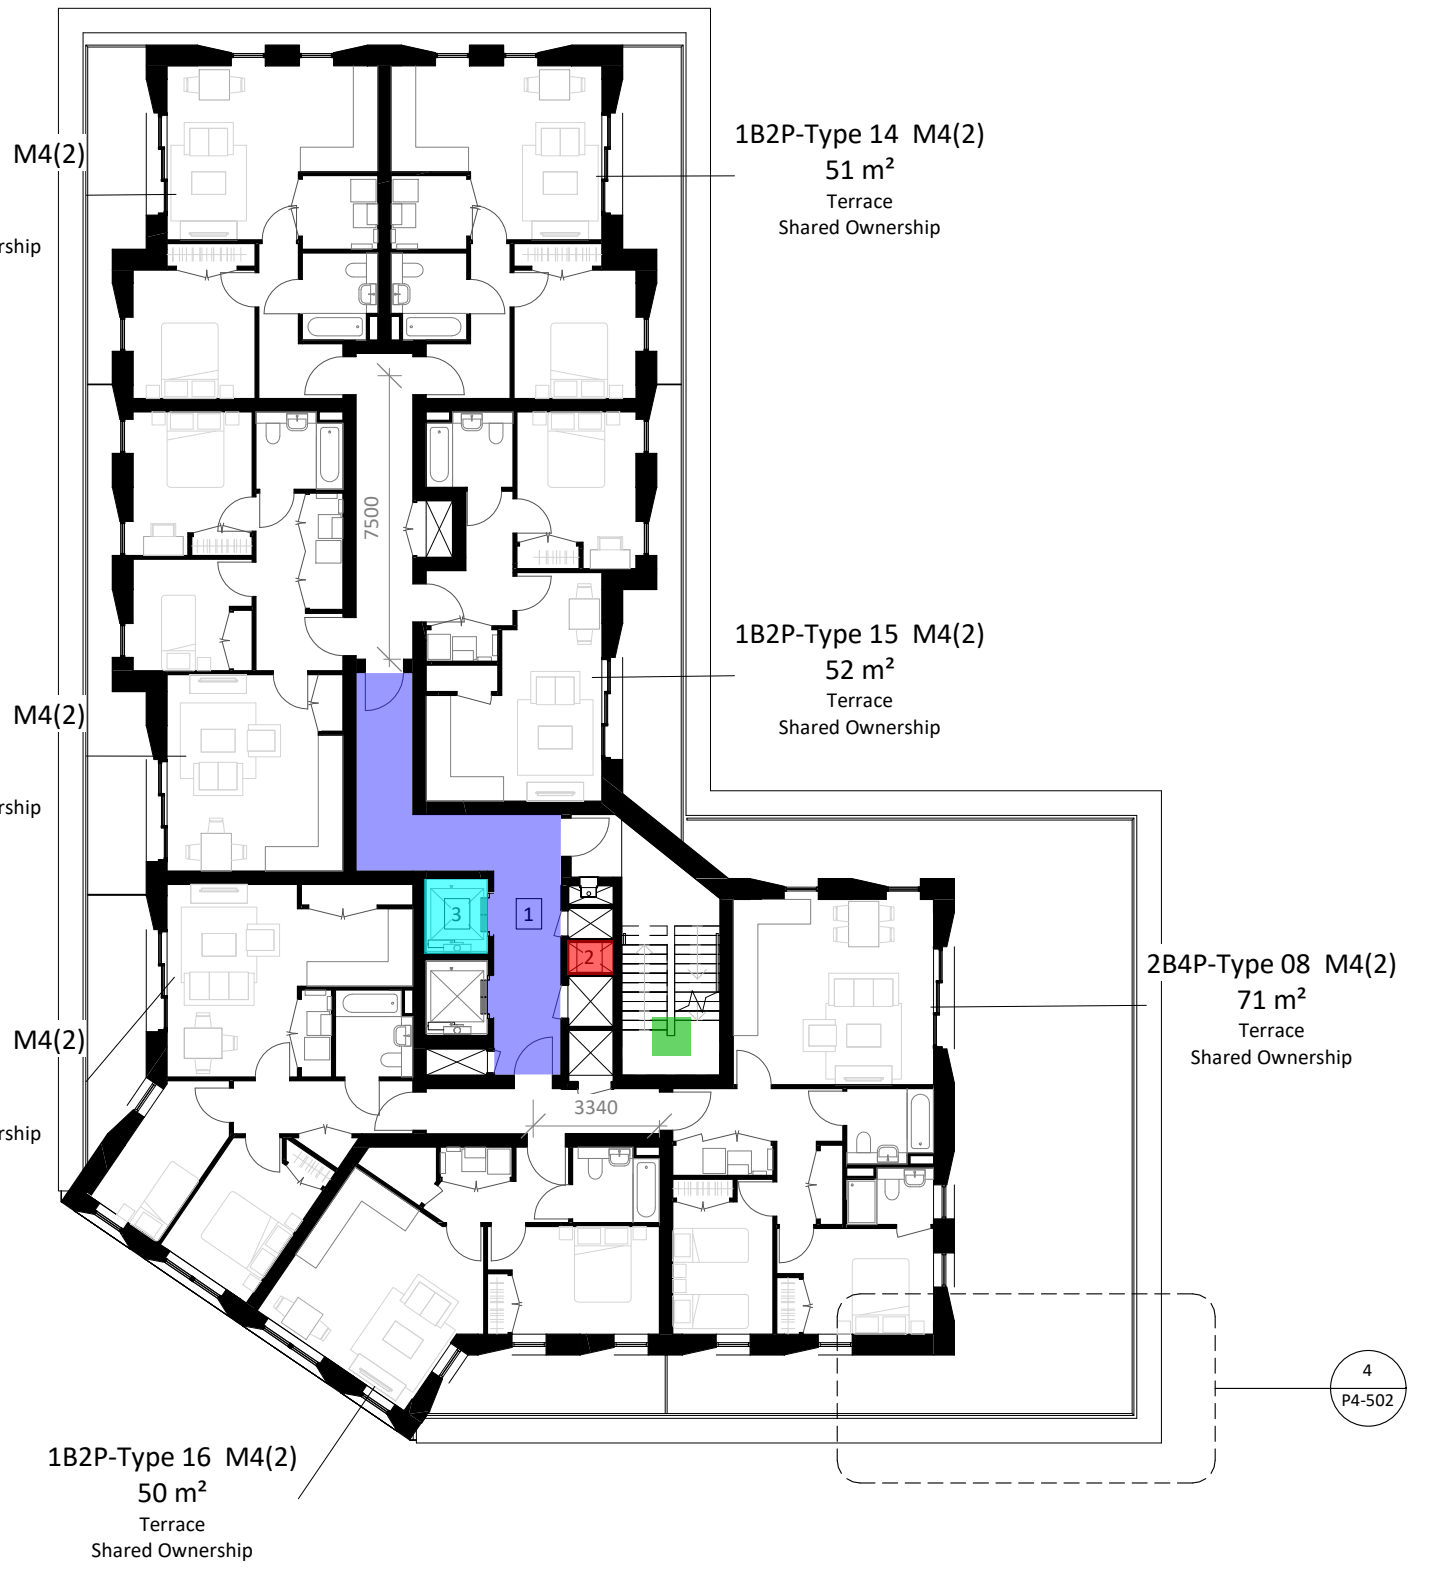 M4(2)
rship
1B2P-Type 14 M4(2)
51 m²
Terrace
Shared Ownership
7500
1B2P-Type 15 M4(2)
52 m²
Terrace
Shared Ownership
M4(2)
rship
3
1
2
2B4P-Type 08 M4(2)
71 m²
Terrace
Shared Ownership
M4(2)
rship
3340
4
P4-502
1B2P-Type 16 M4(2)
50 m²
Terrace
Shared Ownership